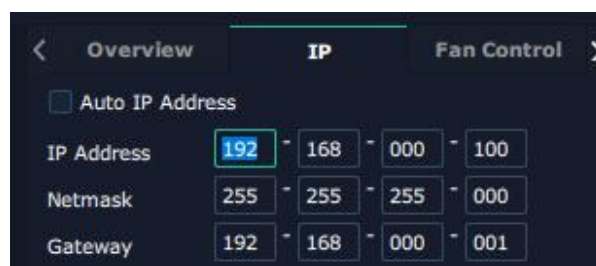 Overview IP Fan Control
Auto IP Address
IP Address 192 - 168 - 000 - 100
Netmask 255 - 255 - 255 - 000
Gateway 192 - 168 - 000 - 001